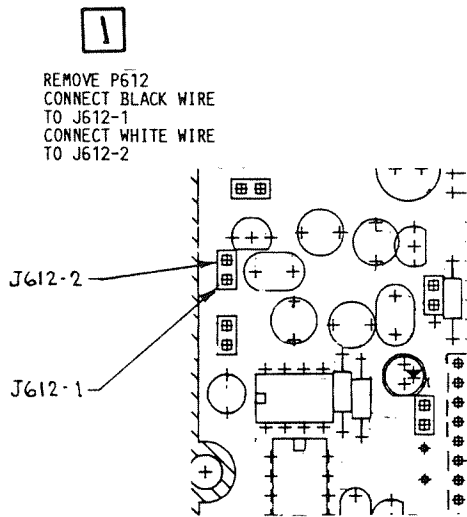 1
REMOVE P612
CONNECT BLACK WIRE
TO J612-1
CONNECT WHITE WIRE
TO J612-2
J612-2
J612-1